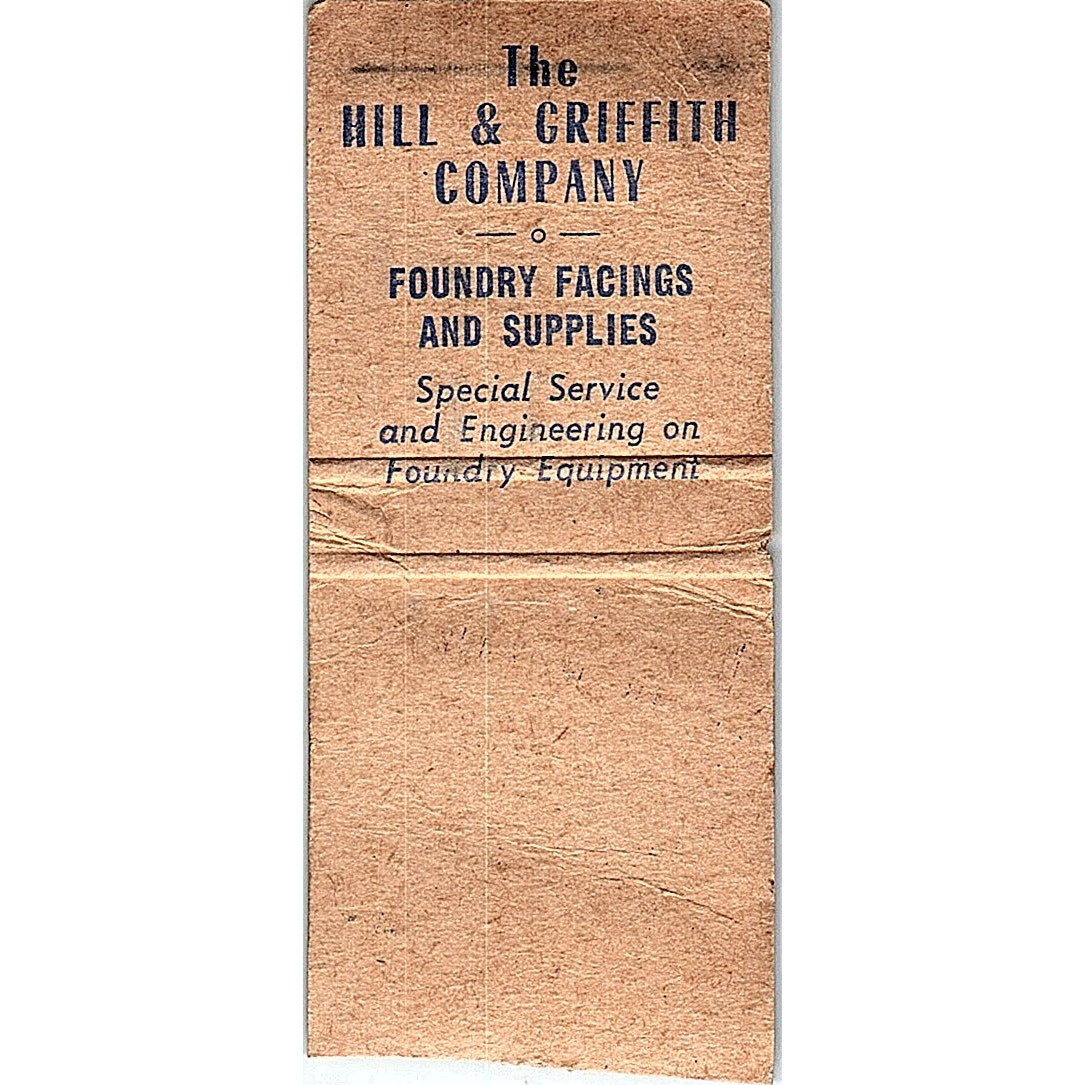 The
HILL & GRIFFITH
COMPANY
FOUNDRY FACINGS
AND SUPPLIES
Special Service
and Engineering on
Foundry Equipment